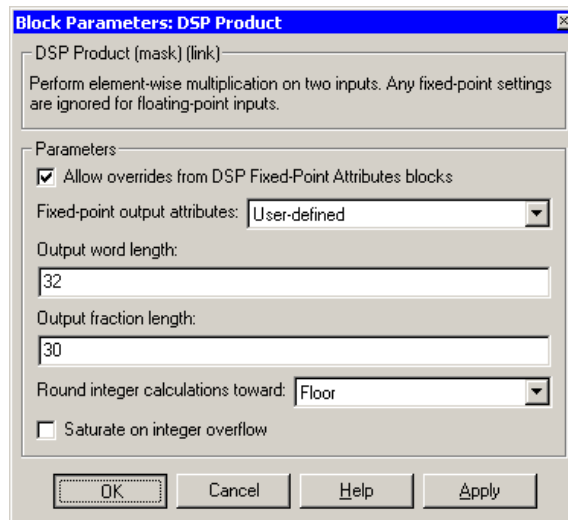 Block Parameters: DSP Product
DSP Product (mask) (link)
Perform element-wise multiplication on two inputs. Any fixed-point settings
are ignored for floating-point inputs.
Parameters
Allow overrides from DSP Fixed-Point Attributes blocks
Fixed-point output attributes: User-defined
Output word length:
32
Output fraction length:
30
Round integer calculations toward: Floor
Saturate on integer overflow
OK Cancel Help Apply